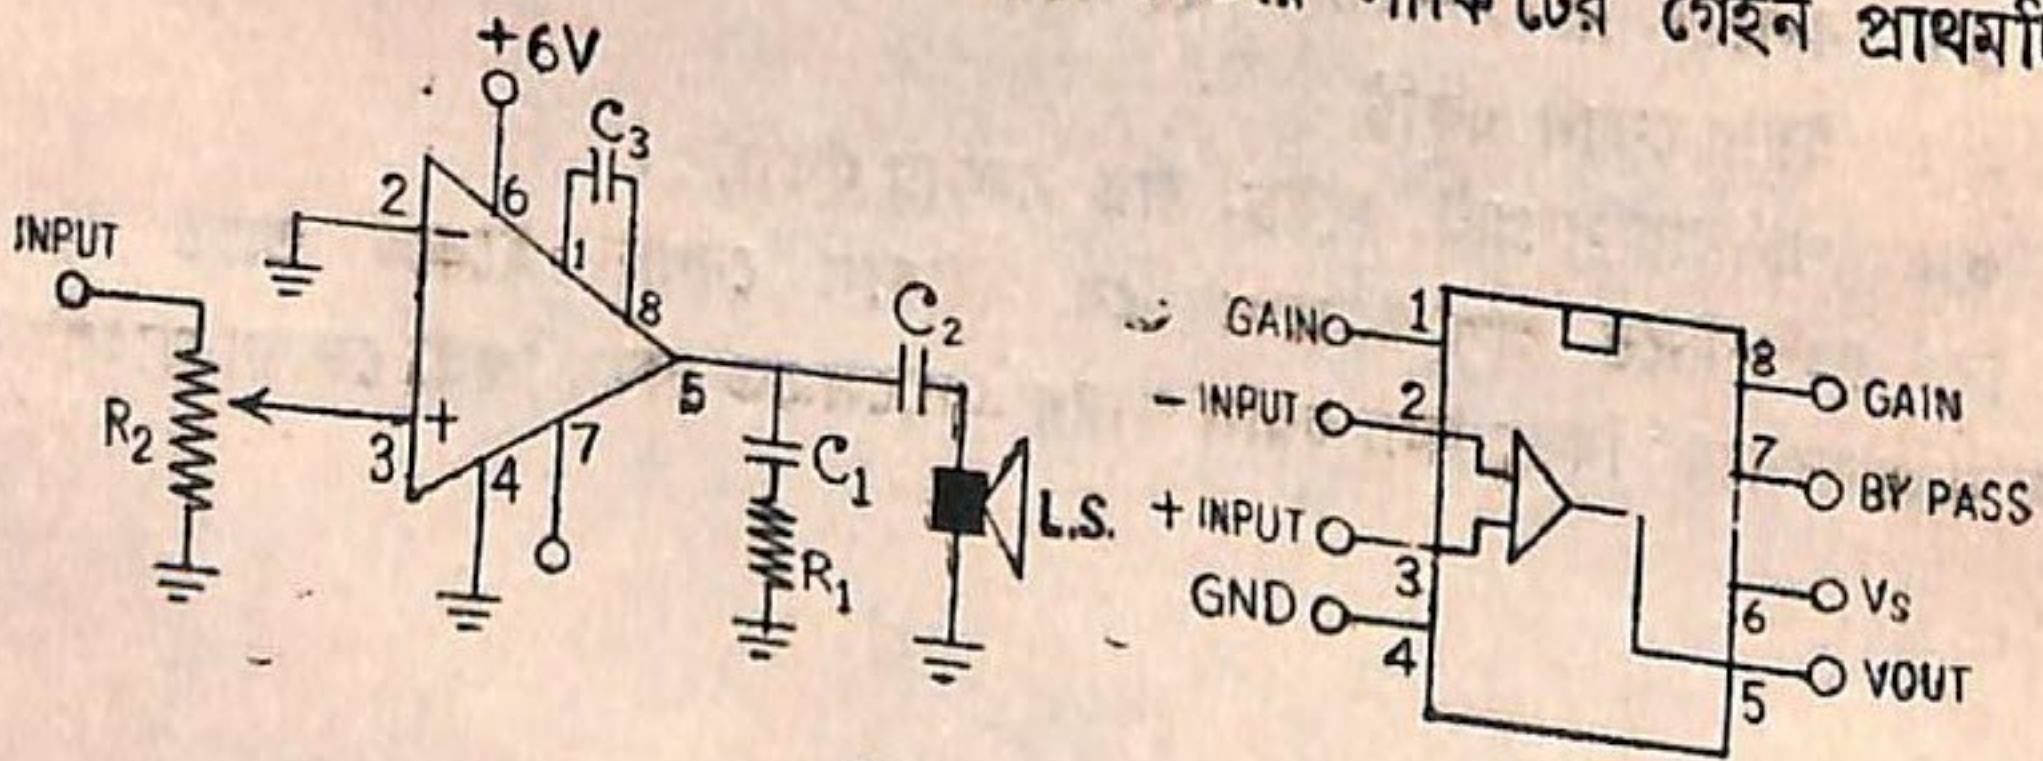 গেইন
+6V
C3
2
6
INPUT
−
1
8
C2
R2
5
3
+
7
4
C1
R1
L.S.
GAIN 1
8 GAIN
− INPUT 2
7 BY PASS
+ INPUT 3
GND 4
6 Vs
5 VOUT